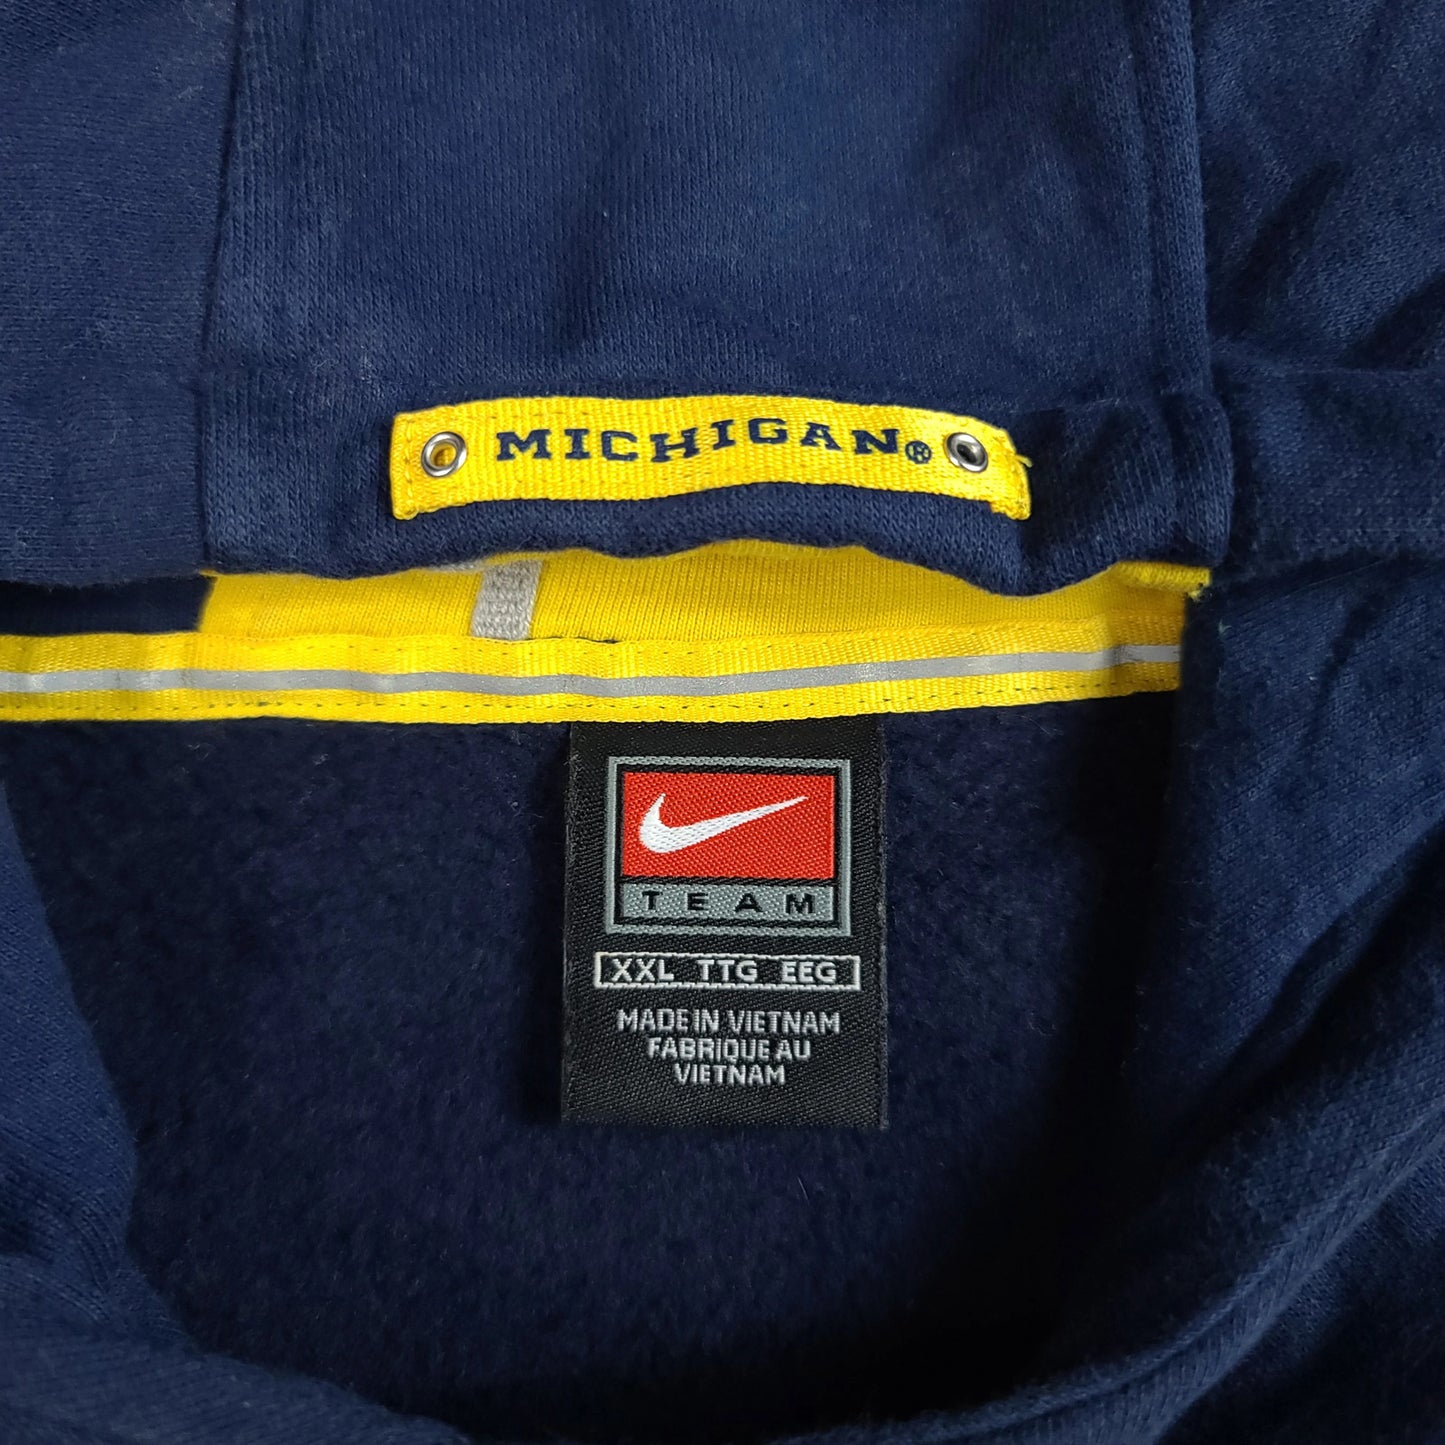 MICHIGAN®
TEAM
XXL TTG EEG
MADE IN VIETNAM
FABRIQUE AU
VIETNAM